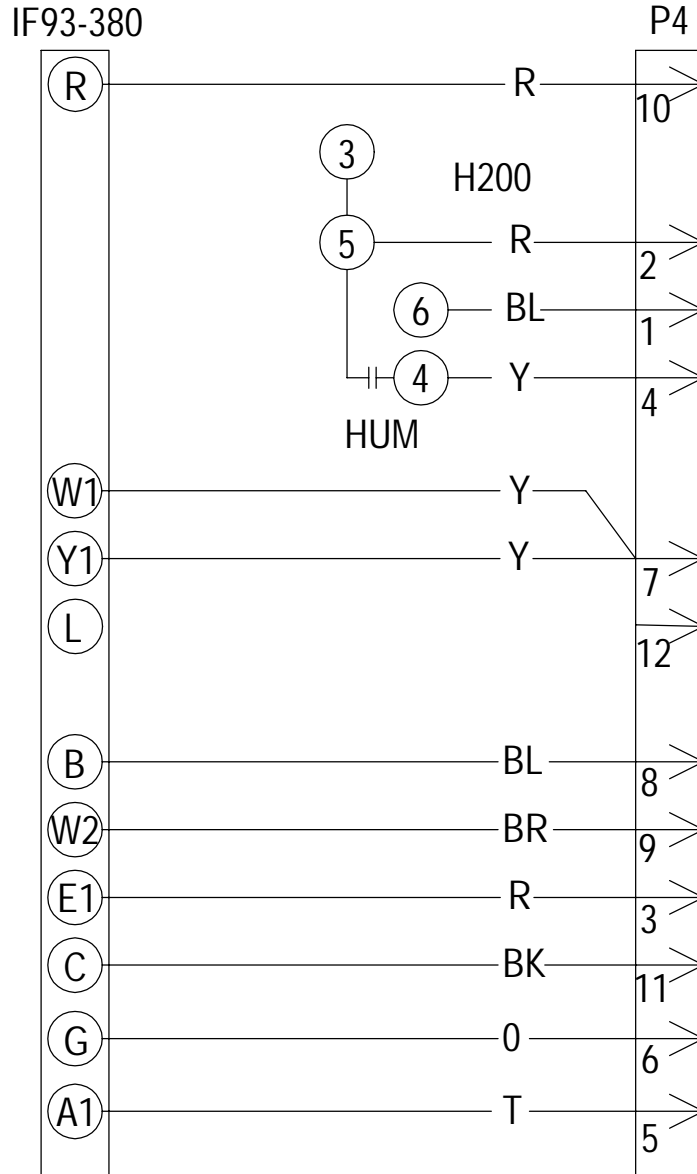 IF93-380 P4
R R 10
3
H200
5 R 2
6 BL 1
4 Y 4
HUM
W1 Y
Y1 Y 7
L 12
B BL 8
W2 BR 9
E1 R 3
C BK 11
G 0 6
A1 T 5